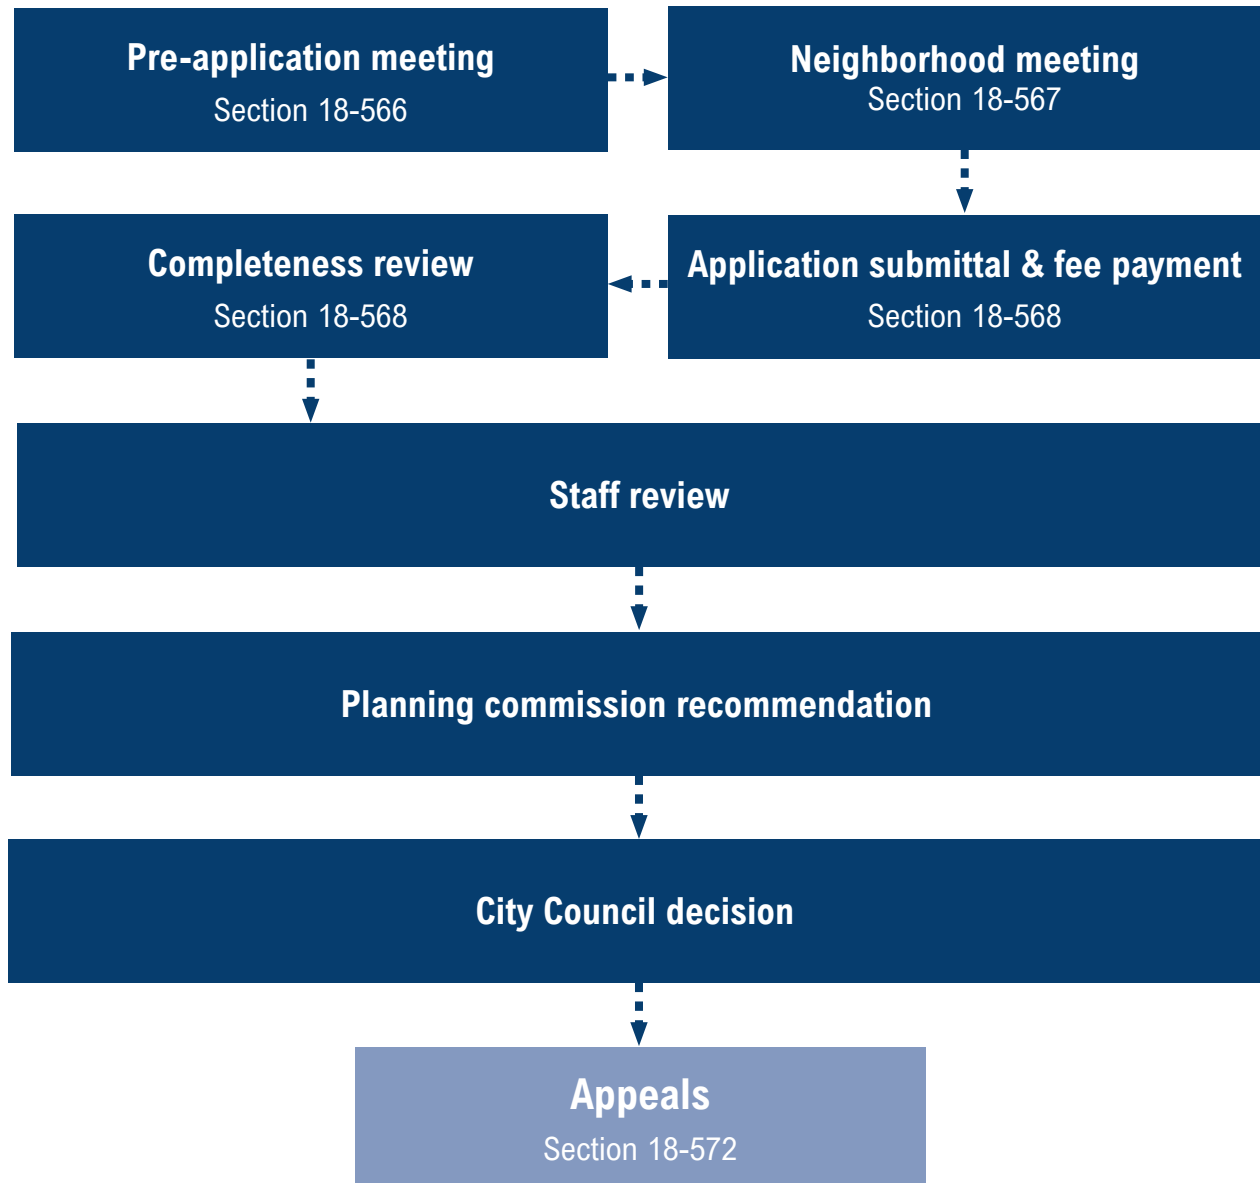 Pre-application meeting
Section 18-566
Neighborhood meeting
Section 18-567
Completeness review
Section 18-568
Application submittal & fee payment
Section 18-568
Staff review
Planning commission recommendation
City Council decision
Appeals
Section 18-572